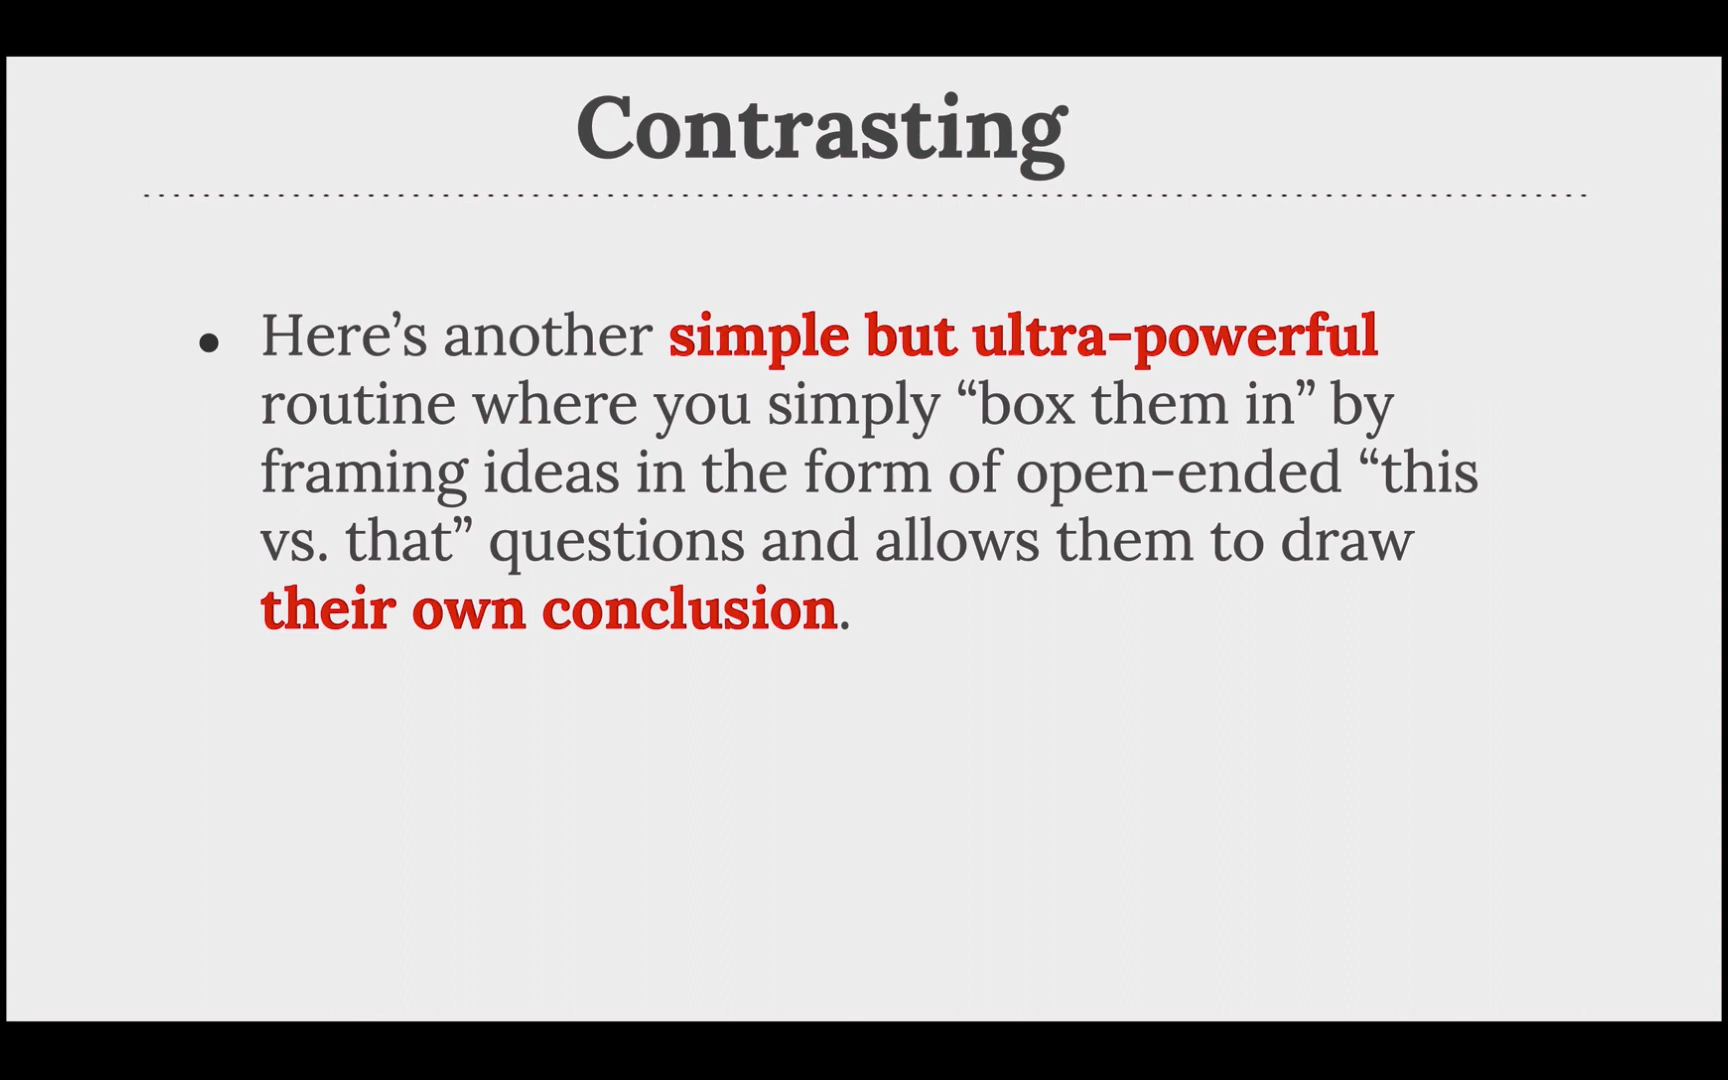 Contrasting
• Here’s another simple but ultra-powerful
routine where you simply “box them in” by
framing ideas in the form of open-ended “this
vs. that” questions and allows them to draw
their own conclusion.